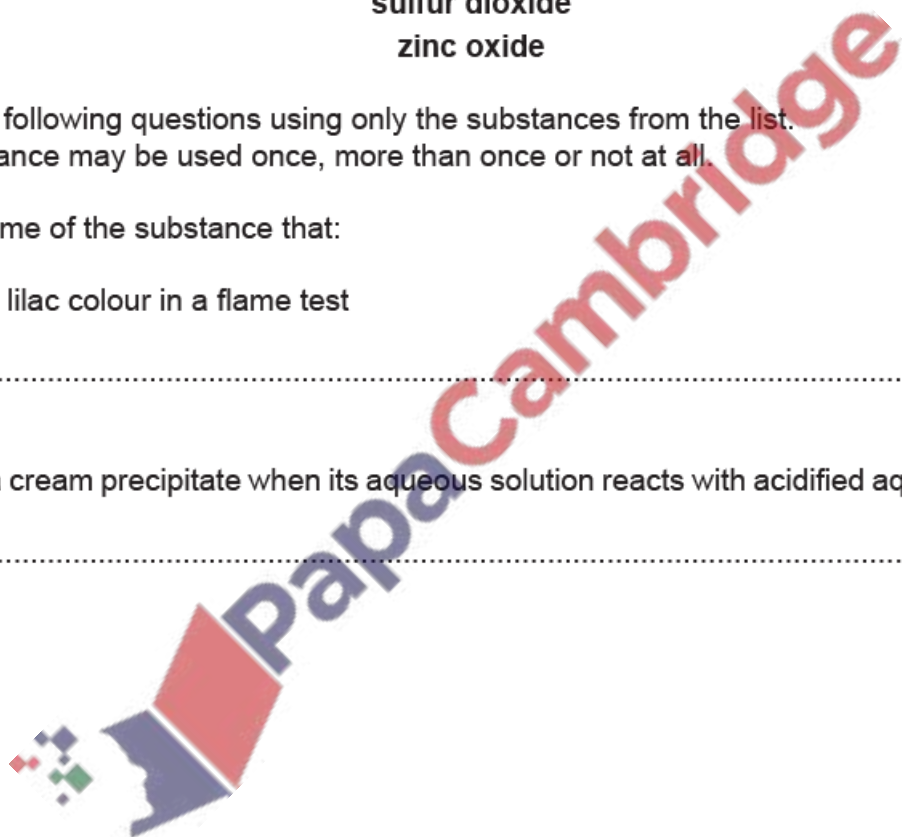 sulfur dioxide
zinc oxide
following questions using only the substances from the list.
ance may be used once, more than once or not at all.
me of the substance that:
lilac colour in a flame test
cream precipitate when its aqueous solution reacts with acidified aq
PapaCambridge